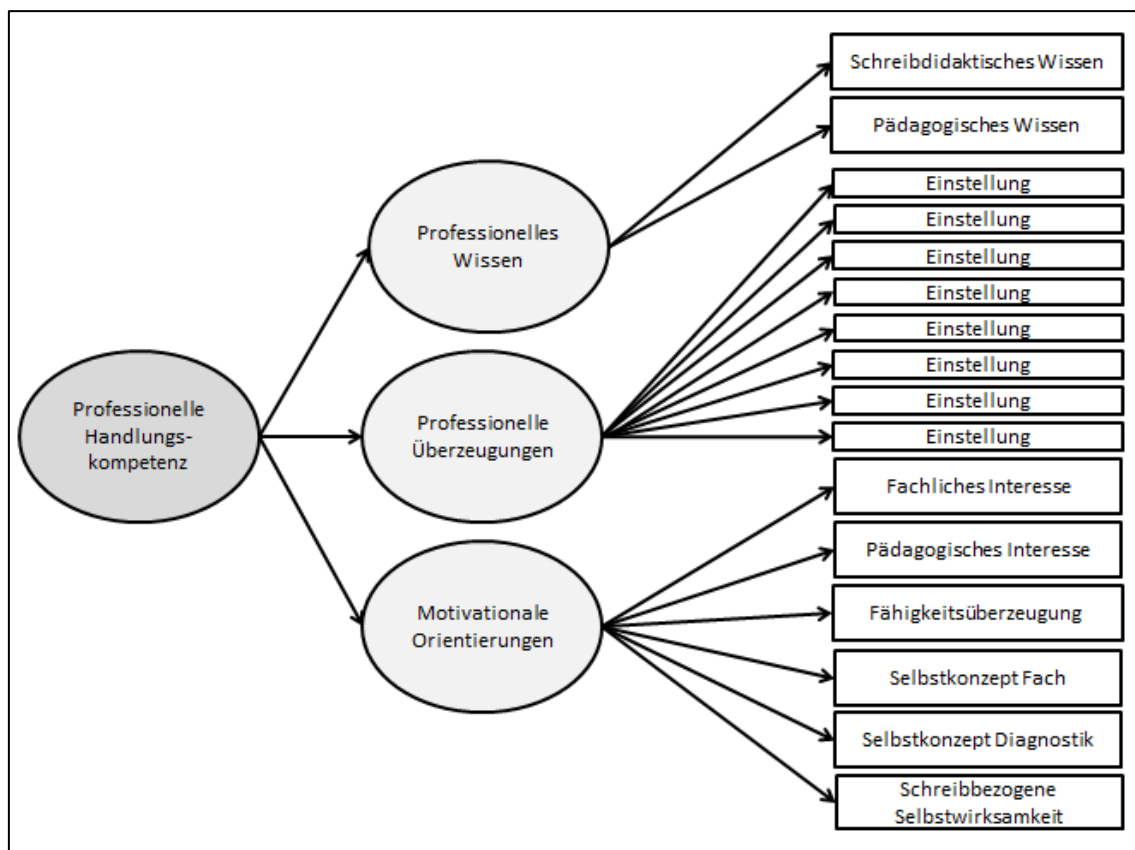 Professionelle
Handlungs-
kompetenz
Professionelles
Wissen
Professionelle
Überzeugungen
Motivationale
Orientierungen
Schreibdidaktisches Wissen
Pädagogisches Wissen
Einstellung
Einstellung
Einstellung
Einstellung
Einstellung
Einstellung
Einstellung
Einstellung
Fachliches Interesse
Pädagogisches Interesse
Fähigkeitsüberzeugung
Selbstkonzept Fach
Selbstkonzept Diagnostik
Schreibbezogene
Selbstwirksamkeit